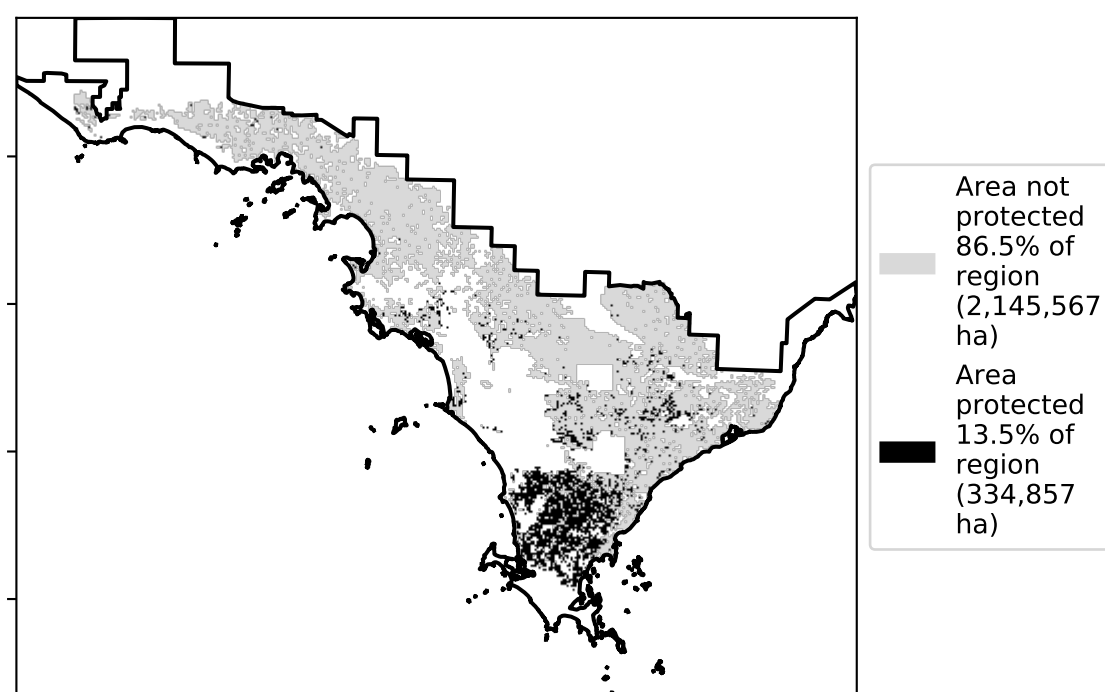 Area not
protected
86.5% of
region
(2,145,567
ha)
Area
protected
13.5% of
region
(334,857
ha)